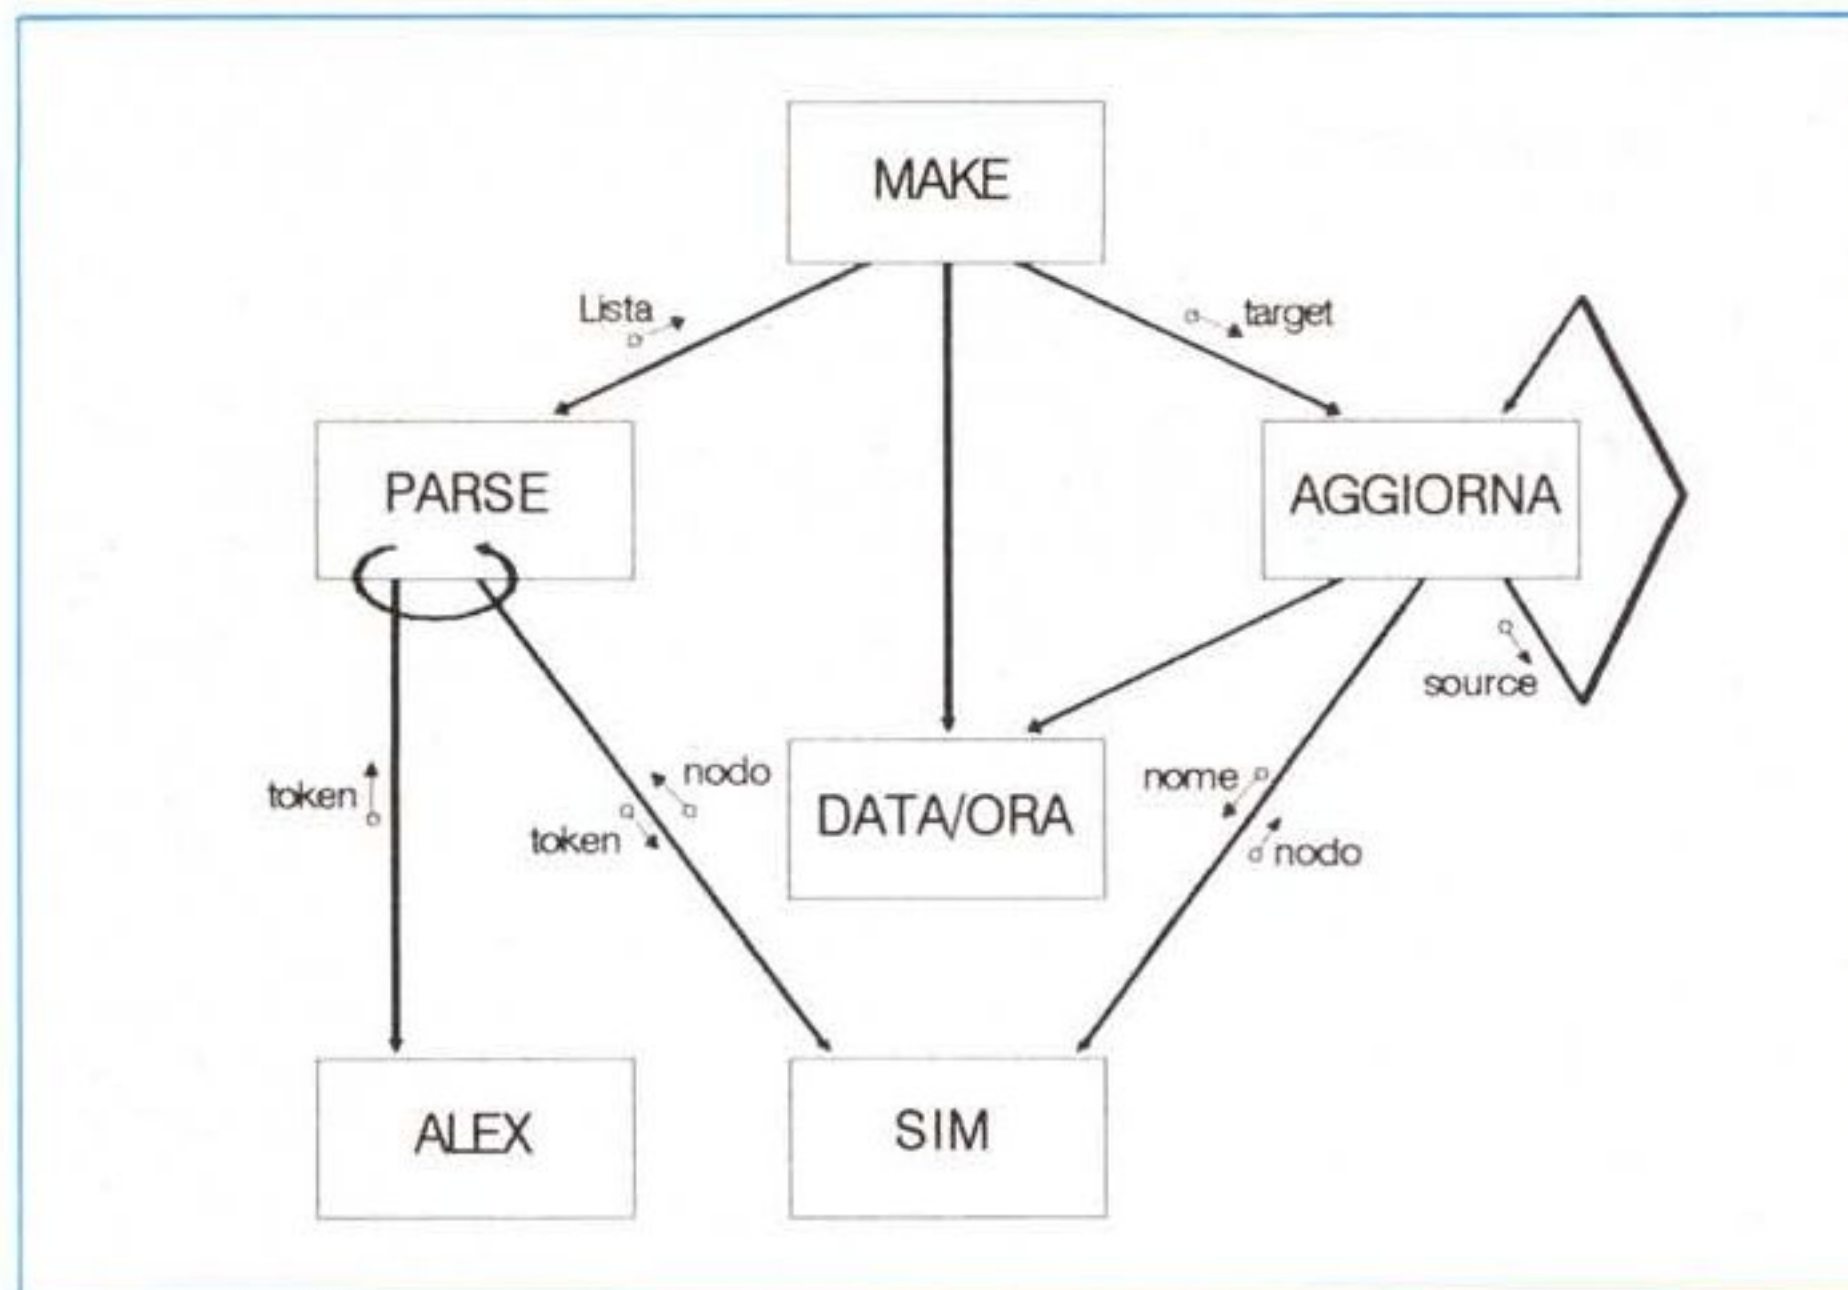 MAKE
Lista
target
PARSE
AGGIORNA
source
nodo
nome
token
DATA/ORA
token
nodo
ALEX
SIM